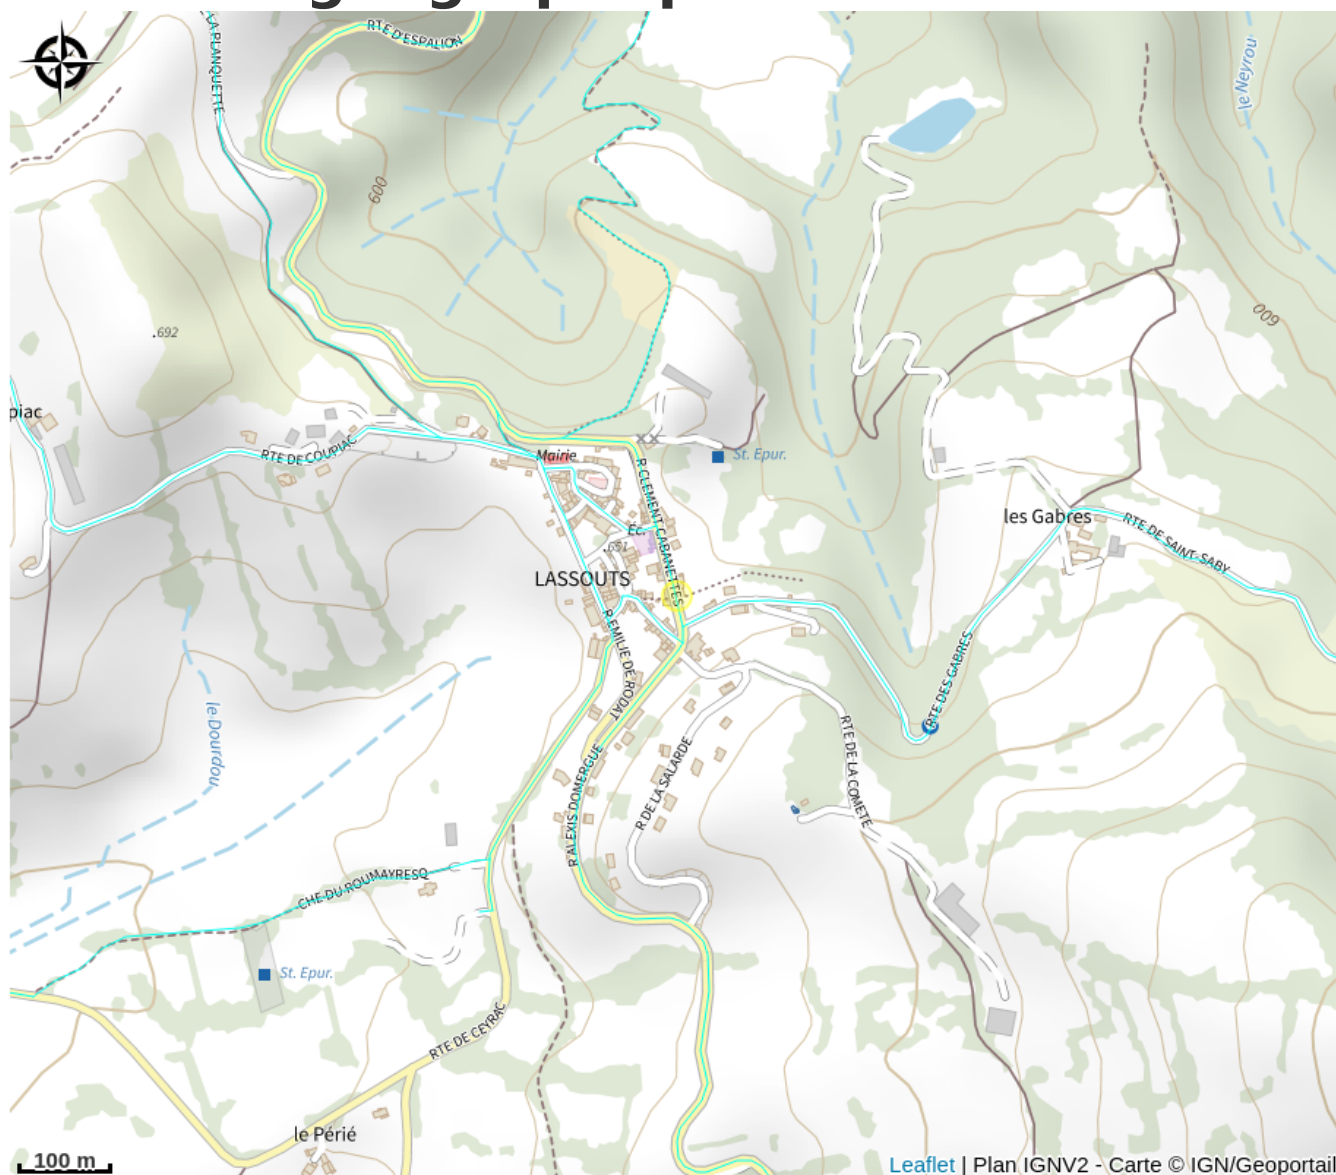 RTE D'ESPALION
LA PLANQUETTE
le Neyrou
600
600
.692
piac
RTE DE COUPIAC
Mairie
St. Epur.
R CLEMENT CABANETTES
Ec.
.651
LASSOUTS
les Gabres
RTE DE SAINT-SABY
R EMILIE DE RODAT
RTE DES GABRES
le Dourdou
R ALEXIS DOMERGUE
R DE LA SALARDE
RTE DE LA COMETE
CHE DU ROUMAYRESQ
St. Epur.
RTE DE CEYRAC
le Périé
100 m
Leaflet | Plan IGNV2 - Carte © IGN/Geoportail